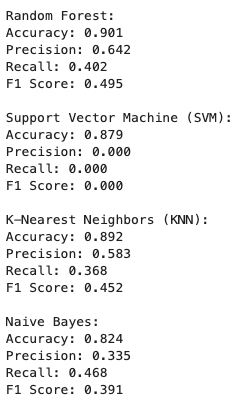 Random Forest:
Accuracy: 0.901
Precision: 0.642
Recall: 0.402
F1 Score: 0.495
Support Vector Machine (SVM):
Accuracy: 0.879
Precision: 0.000
Recall: 0.000
F1 Score: 0.000
K-Nearest Neighbors (KNN):
Accuracy: 0.892
Precision: 0.583
Recall: 0.368
F1 Score: 0.452
Naive Bayes:
Accuracy: 0.824
Precision: 0.335
Recall: 0.468
F1 Score: 0.391